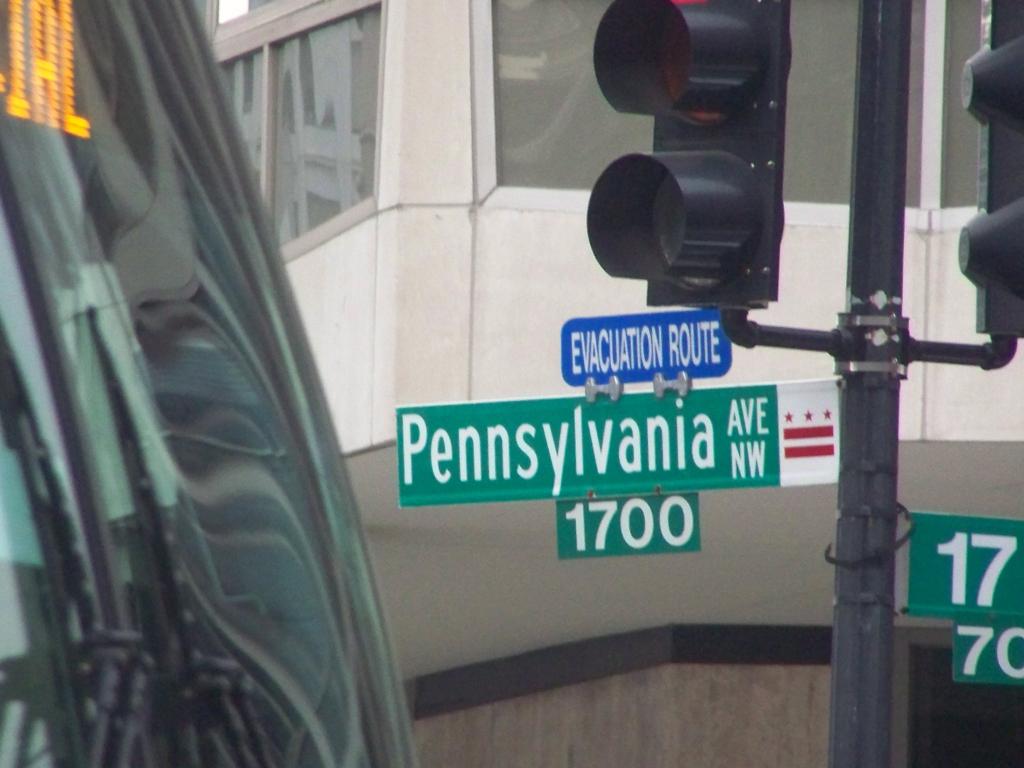 EVACUATION ROUTE
Pennsylvania AVE NW
1700
17
70